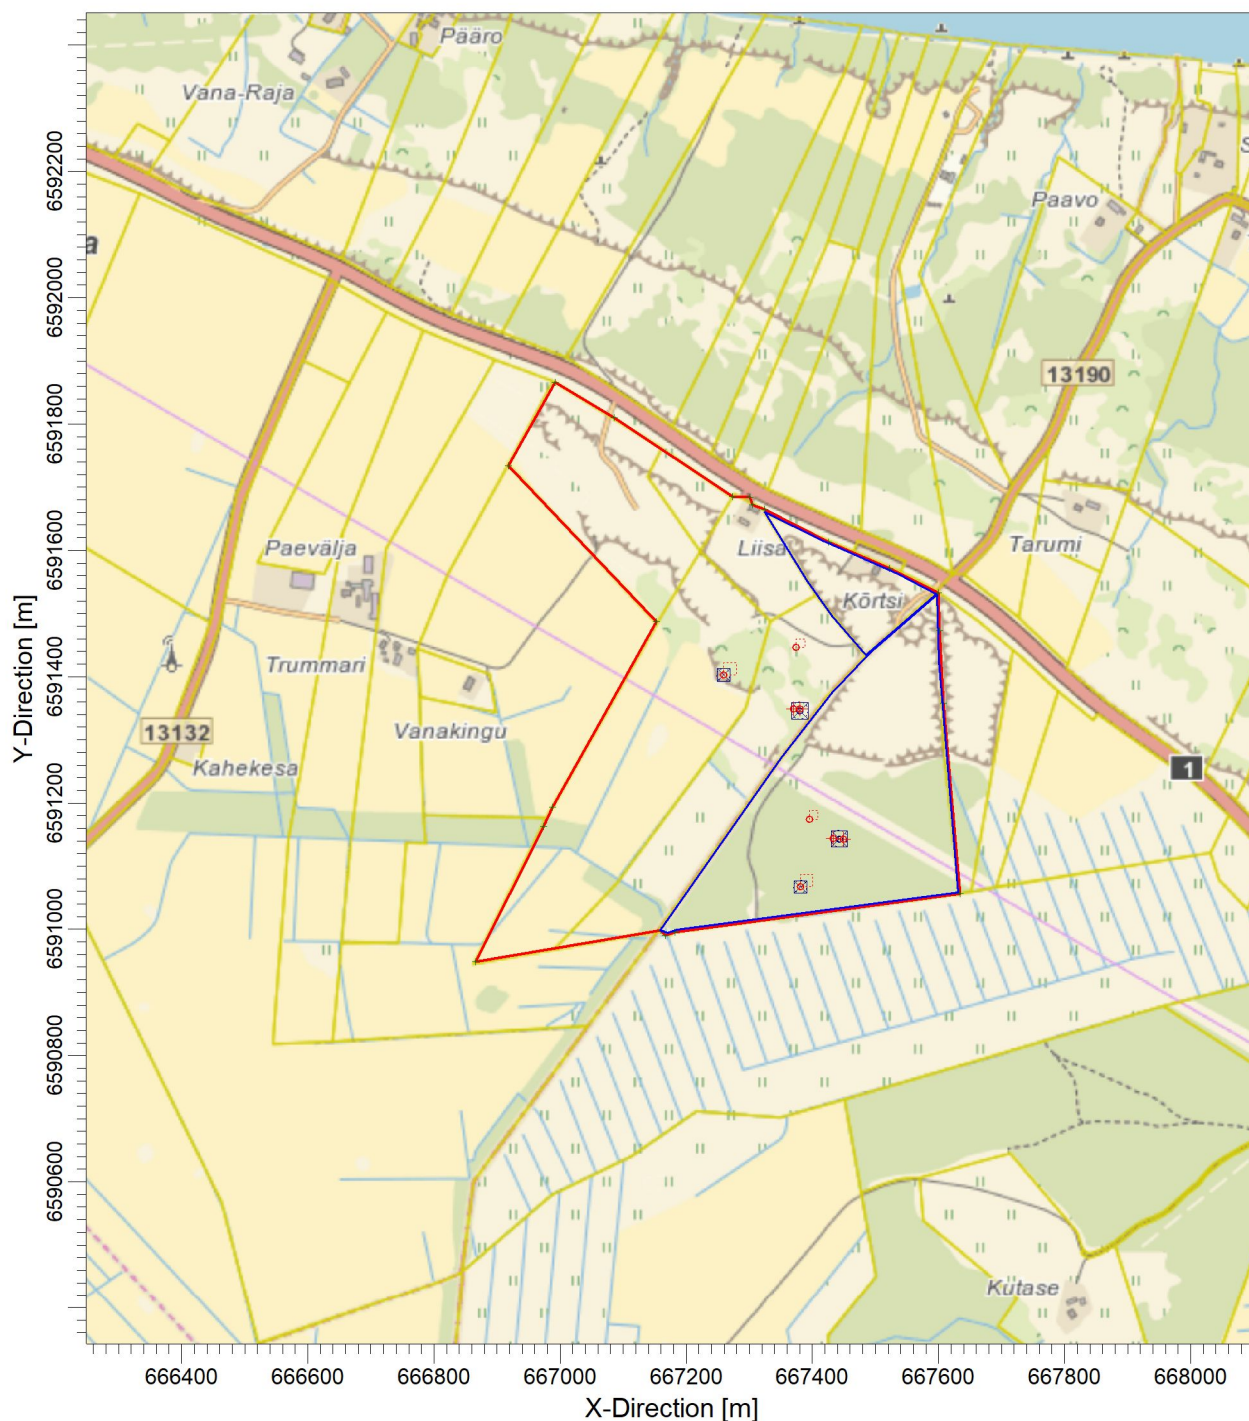 Pääro
Vana-Raja
S
Paavo
a
13190
Paevälja
Liisa
Tarumi
Kõrtsi
Trummari
Vanakingu
13132
Kahekesa
1
Kutase
6592200
6592000
6591800
6591600
6591400
6591200
6591000
6590800
6590600
Y-Direction [m]
666400 666600 666800 667000 667200 667400 667600 667800 668000
X-Direction [m]